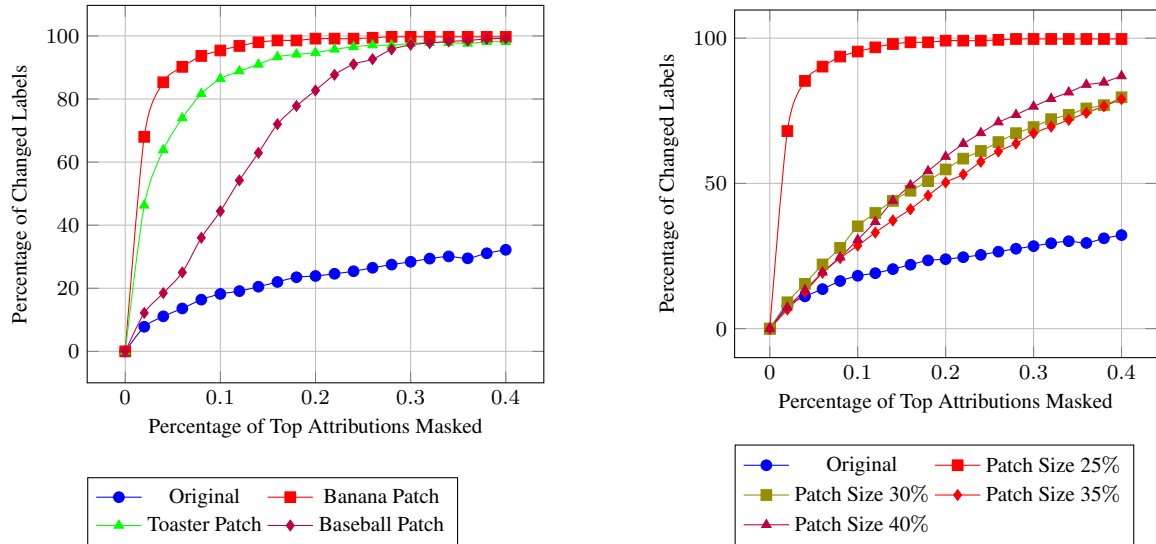 100
80
60
40
20
0
Percentage of Changed Labels
0 0.1 0.2 0.3 0.4
Percentage of Top Attributions Masked
Original Banana Patch
Toaster Patch Baseball Patch
100
50
0
Percentage of Changed Labels
0 0.1 0.2 0.3 0.4
Percentage of Top Attributions Masked
Original Patch Size 25%
Patch Size 30% Patch Size 35%
Patch Size 40%